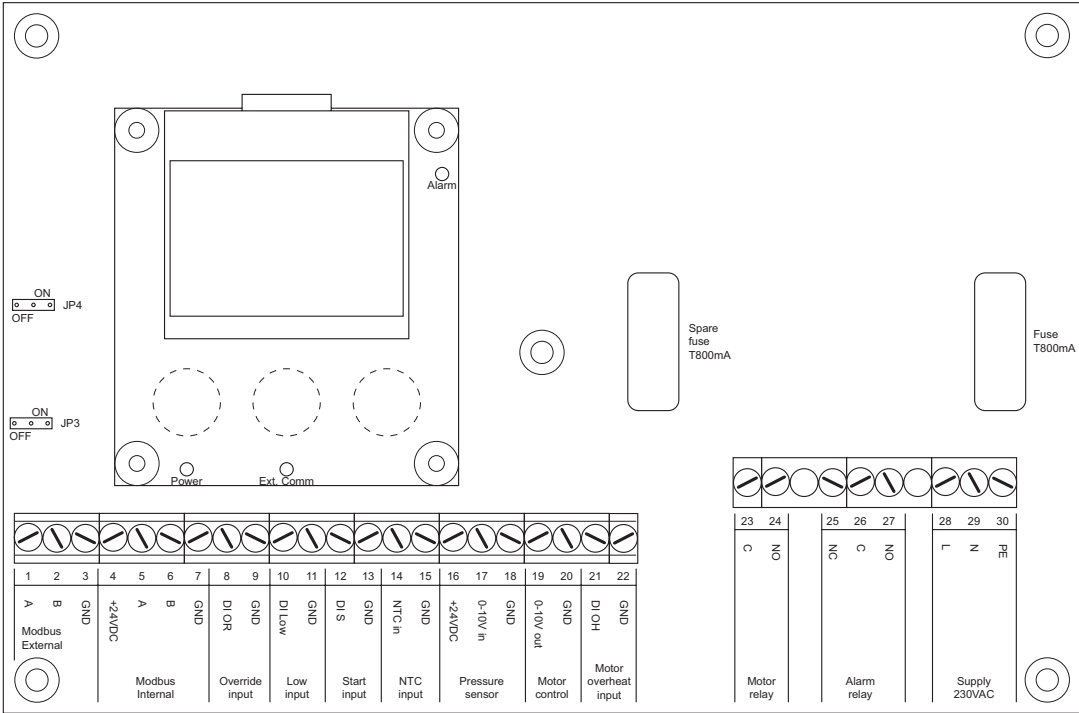 Alarm
ON
JP4
OFF
Spare
fuse
T800mA
Fuse
T800mA
ON
JP3
OFF
Power
Ext. Comm
1 2 3 4 5 6 7 8 9 10 11 12 13 14 15 16 17 18 19 20 21 22
A B GND +24VDC A B GND DI OR GND DI Low GND DI S GND NTC in GND +24VDC 0-10V in GND 0-10V out GND DI OH GND
Modbus
External
Modbus
Internal
Override
input
Low
input
Start
input
NTC
input
Pressure
sensor
Motor
control
Motor
overheat
input
23 24 25 26 27 28 29 30
C NO NC C NO L N PE
Motor
relay
Alarm
relay
Supply
230VAC